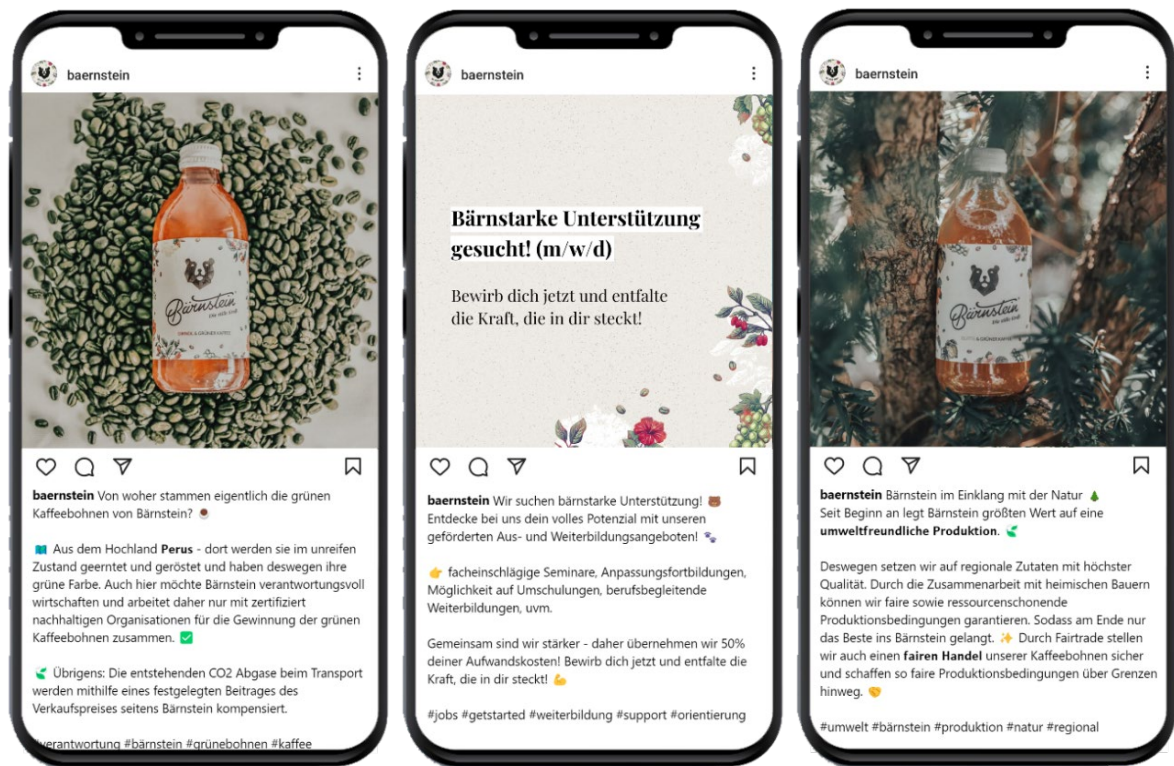 baernstein
Bärnstein
baernstein Von woher stammen eigentlich die grünen
Kaffeebohnen von Bärnstein? ☕
🗺️ Aus dem Hochland Perus - dort werden sie im unreifen
Zustand geerntet und geröstet und haben deswegen ihre
grüne Farbe. Auch hier möchte Bärnstein verantwortungsvoll
wirtschaften und arbeitet daher nur mit zertifiziert
nachhaltigen Organisationen für die Gewinnung der grünen
Kaffeebohnen zusammen. ✅
🍃 Übrigens: Die entstehenden CO2 Abgase beim Transport
werden mithilfe eines festgelegten Beitrages des
Verkaufspreises seitens Bärnstein kompensiert.
#verantwortung #bärnstein #grünebohnen #kaffee
baernstein
Bärnstarke Unterstützung
gesucht! (m/w/d)
Bewirb dich jetzt und entfalte
die Kraft, die in dir steckt!
baernstein Wir suchen bärnstarke Unterstützung! 🐻
Entdecke bei uns dein volles Potenzial mit unseren
geförderten Aus- und Weiterbildungsangeboten! 🐾
👉 facheinschlägige Seminare, Anpassungsfortbildungen,
Möglichkeit auf Umschulungen, berufsbegleitende
Weiterbildungen, uvm.
Gemeinsam sind wir stärker - daher übernehmen wir 50%
deiner Aufwandskosten! Bewirb dich jetzt und entfalte die
Kraft, die in dir steckt! 💪
#jobs #getstarted #weiterbildung #support #orientierung
baernstein
Bärnstein
baernstein Bärnstein im Einklang mit der Natur 🌲
Seit Beginn an legt Bärnstein größten Wert auf eine
umweltfreundliche Produktion. 🍃
Deswegen setzen wir auf regionale Zutaten mit höchster
Qualität. Durch die Zusammenarbeit mit heimischen Bauern
können wir faire sowie ressourcenschonende
Produktionsbedingungen garantieren. Sodass am Ende nur
das Beste ins Bärnstein gelangt. ✨ Durch Fairtrade stellen
wir auch einen fairen Handel unserer Kaffeebohnen sicher
und schaffen so faire Produktionsbedingungen über Grenzen
hinweg. 🤝
#umwelt #bärnstein #produktion #natur #regional